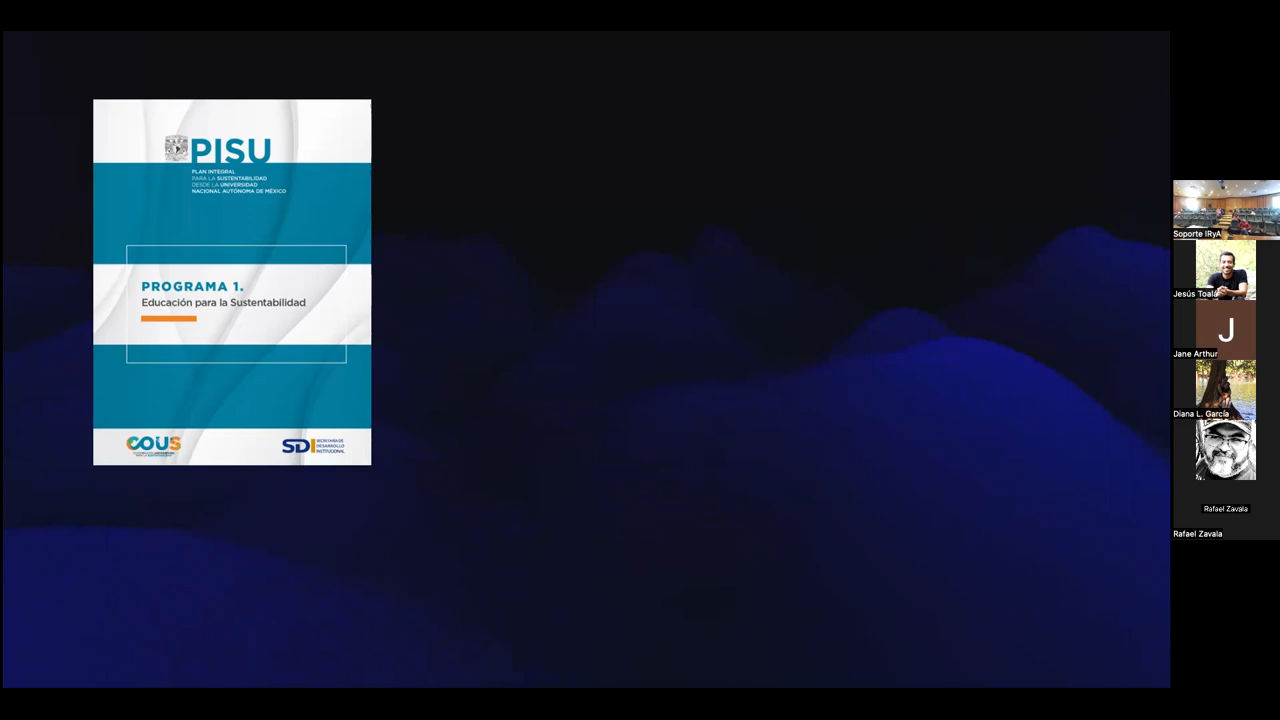 PISU
PLAN INTEGRAL
PARA LA SUSTENTABILIDAD
DESDE LA UNIVERSIDAD
NACIONAL AUTÓNOMA DE MÉXICO
PROGRAMA 1.
Educación para la Sustentabilidad
COUS
SDI
SECRETARÍA DE
DESARROLLO
INSTITUCIONAL
Soporte IRyA
Jesús Toalá
J
Jane Arthur
Diana L. García
Rafael Zavala
Rafael Zavala